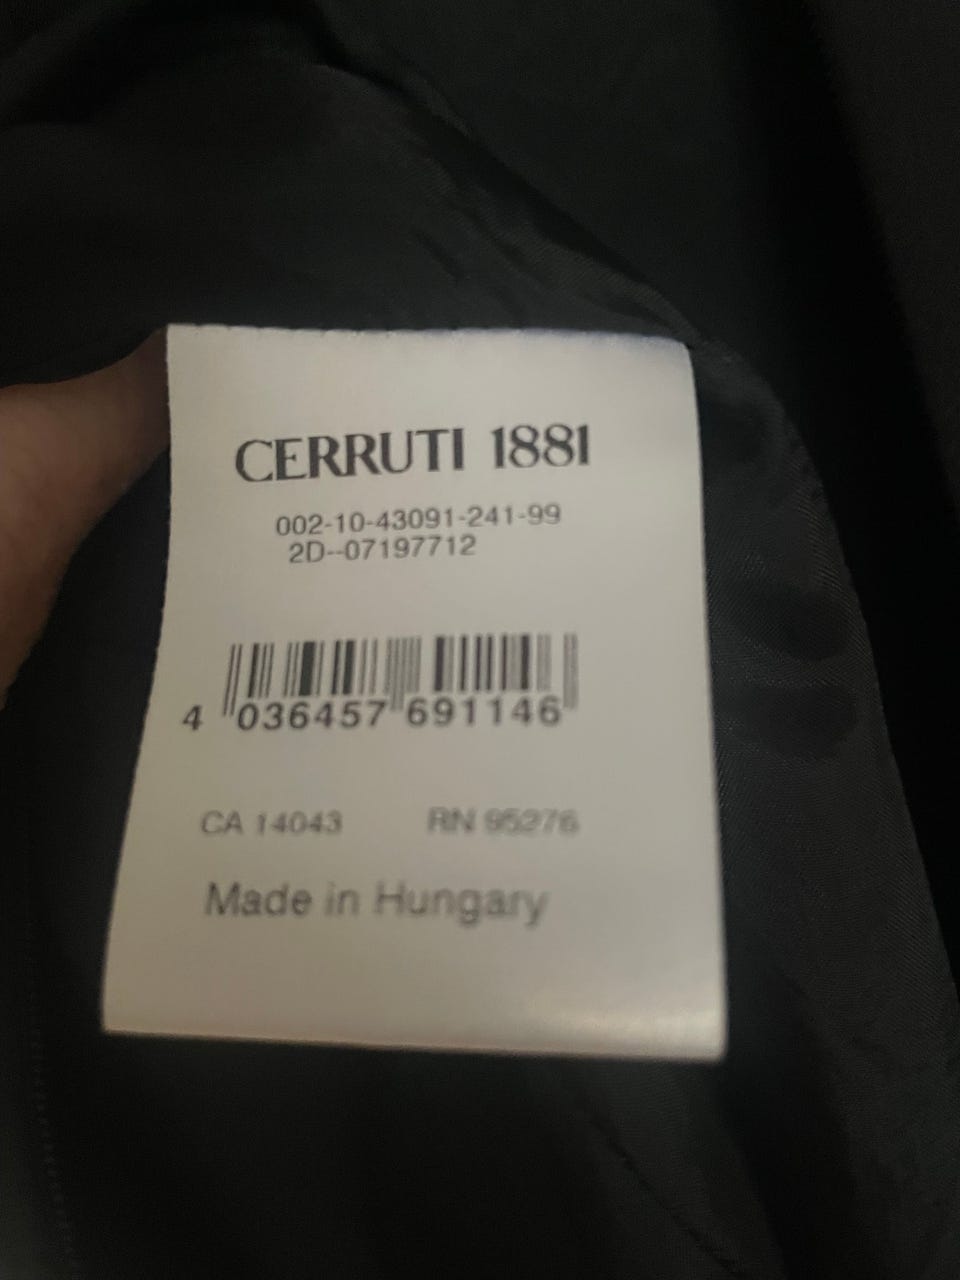 CERRUTI 1881
002-10-43091-241-99
2D--07197712
4 036457 691146
CA 14043 RN 95276
Made in Hungary